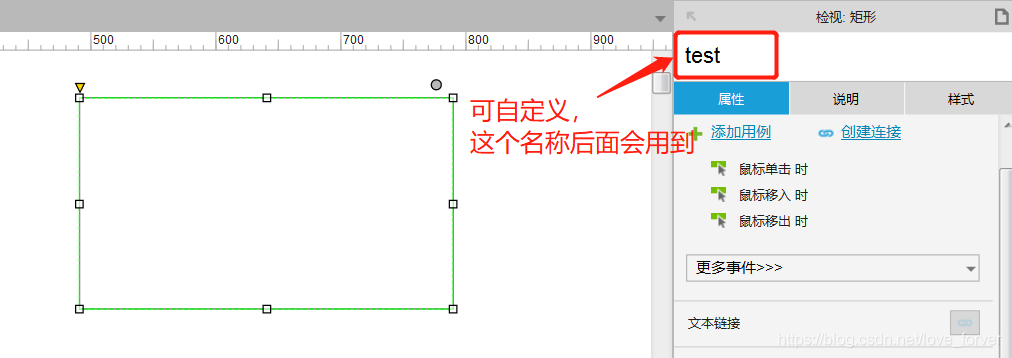 检视: 矩形
500 600 700 800 900
test
属性 说明 样式
可自定义，
这个名称后面会用到
添加用例 创建连接
鼠标单击 时
鼠标移入 时
鼠标移出 时
更多事件>>>
文本链接
https://blog.csdn.net/love_forver